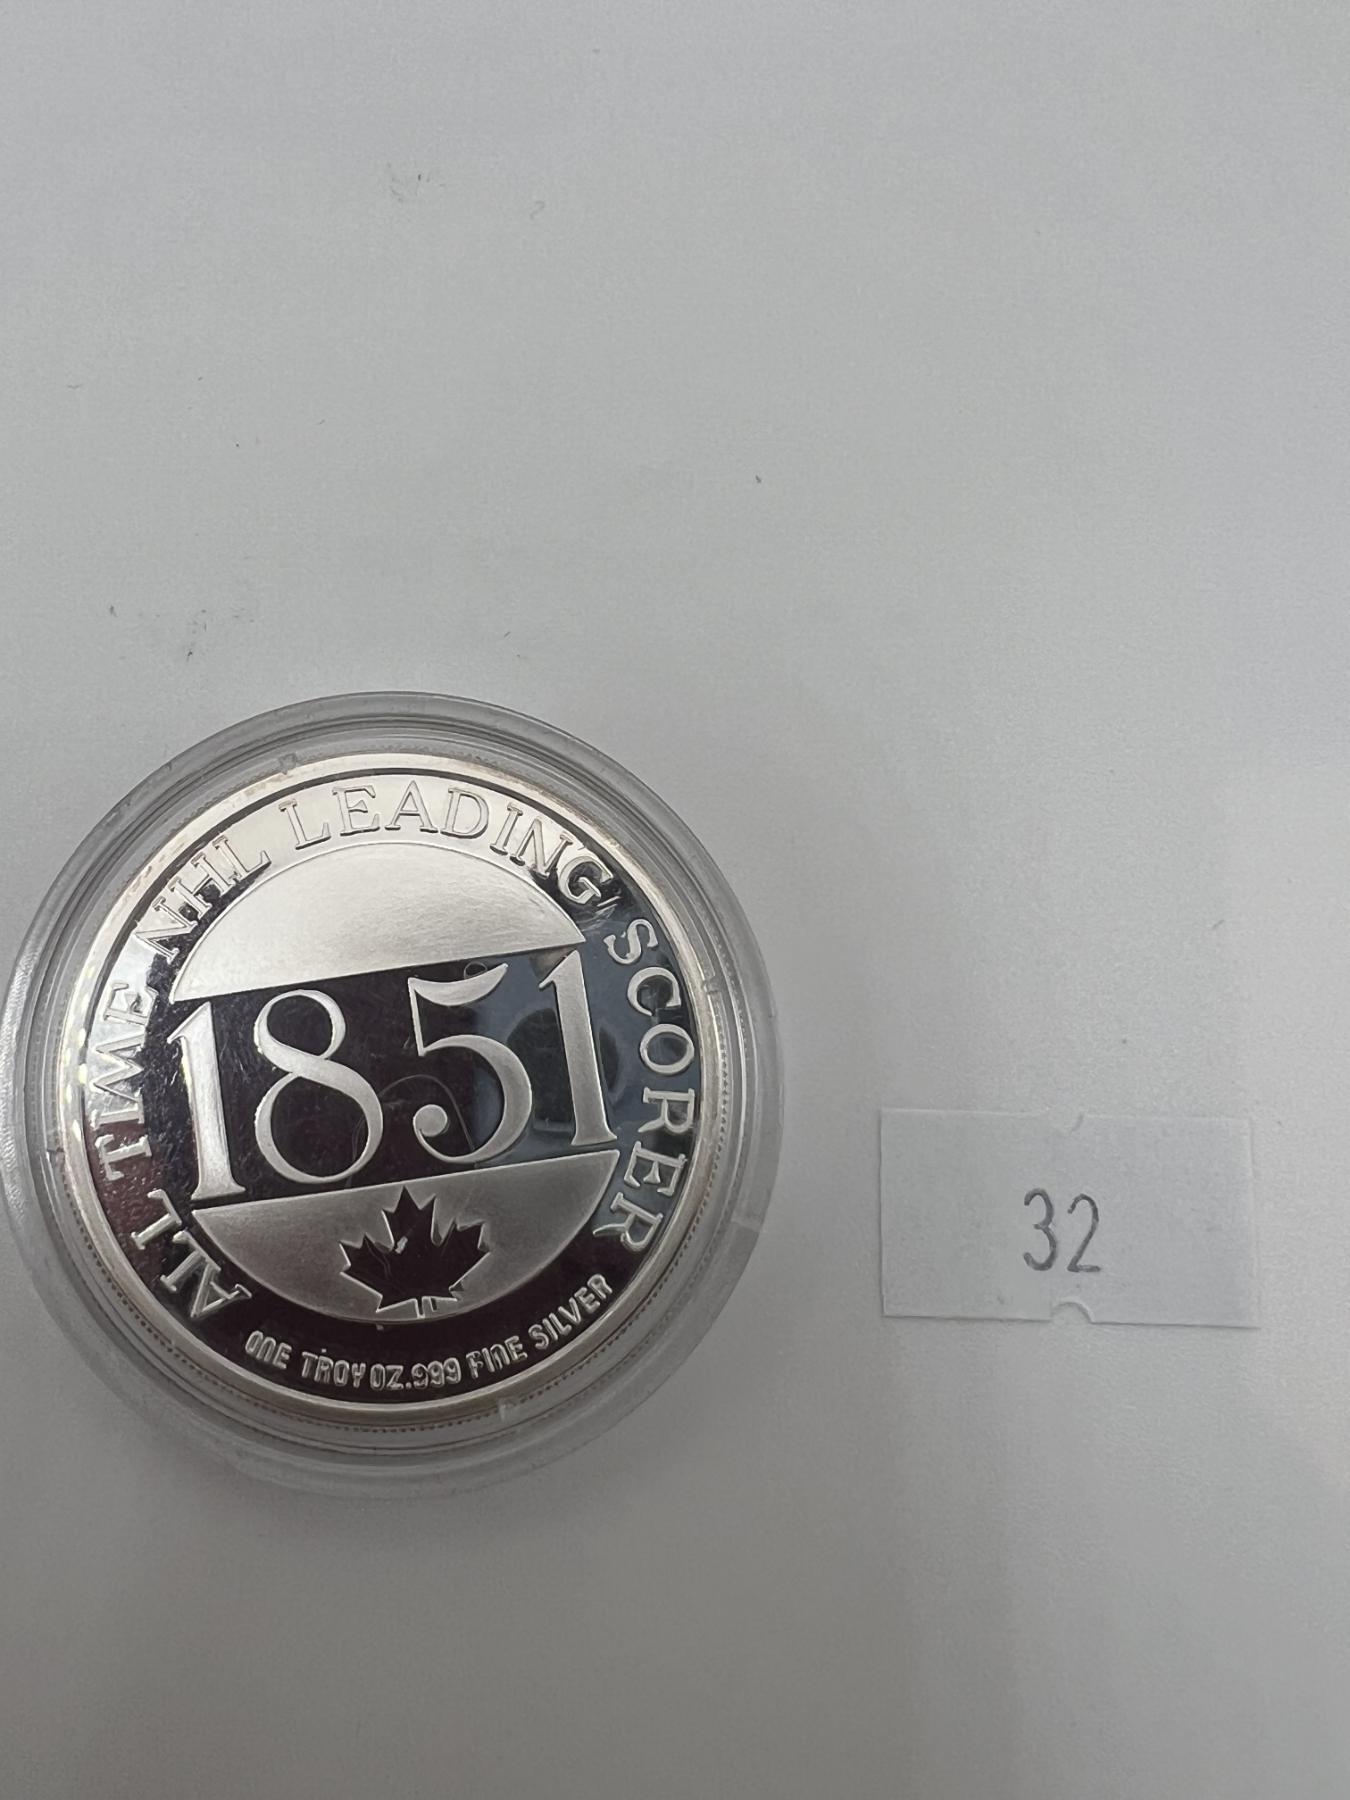 ALL TIME NHL LEADING SCORER
1851
ONE TROY OZ .999 FINE SILVER
32